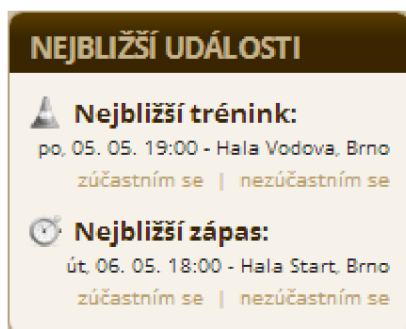 NEJBLIŽŠÍ UDÁLOSTI
Nejbližší trénink:
po, 05. 05. 19:00 - Hala Vodova, Brno
zúčastním se | nezúčastním se
Nejbližší zápas:
út, 06. 05. 18:00 - Hala Start, Brno
zúčastním se | nezúčastním se